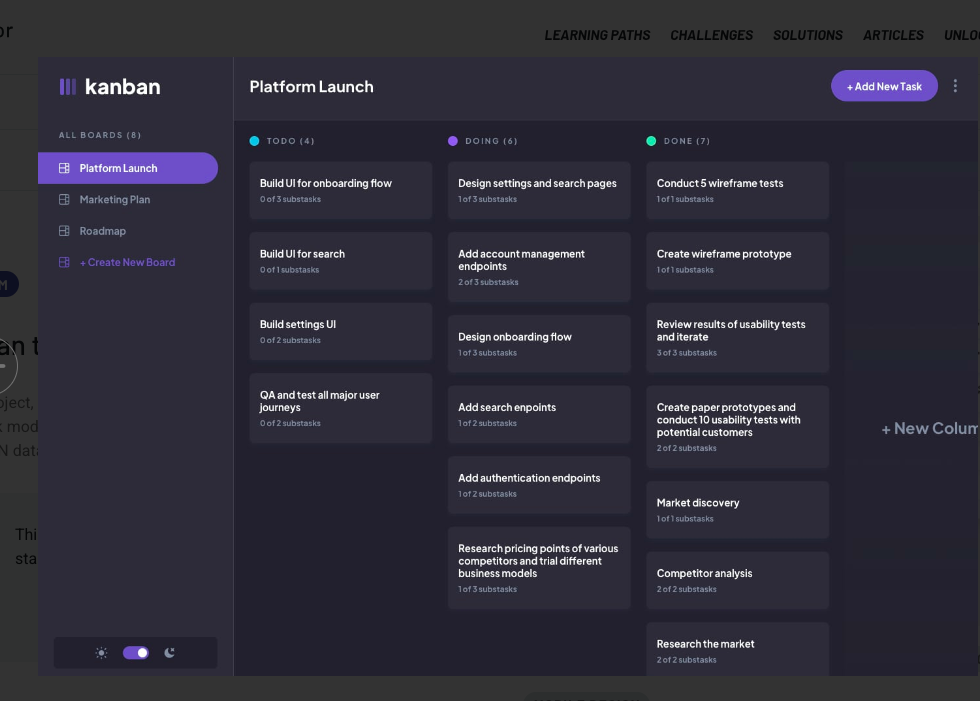 or
LEARNING PATHS CHALLENGES SOLUTIONS ARTICLES
kanban
ALL BOARDS (8)
Platform Launch
Marketing Plan
Roadmap
+ Create New Board
Platform Launch
+ Add New Task
TODO (4)
Build UI for onboarding flow
0 of 3 substasks
Build UI for search
0 of 1 substasks
Build settings UI
0 of 2 substasks
QA and test all major user
journeys
0 of 2 substasks
DOING (6)
Design settings and search pages
1 of 3 substasks
Add account management
endpoints
2 of 3 substasks
Design onboarding flow
1 of 3 substasks
Add search enpoints
1 of 2 substasks
Add authentication endpoints
1 of 2 substasks
Research pricing points of various
competitors and trial different
business models
1 of 3 substasks
DONE (7)
Conduct 5 wireframe tests
1 of 1 substasks
Create wireframe prototype
1 of 1 substasks
Review results of usability tests
and iterate
3 of 3 substasks
Create paper prototypes and
conduct 10 usability tests with
potential customers
2 of 2 substasks
Market discovery
1 of 1 substasks
Competitor analysis
2 of 2 substasks
Research the market
2 of 2 substasks
+ New Colum